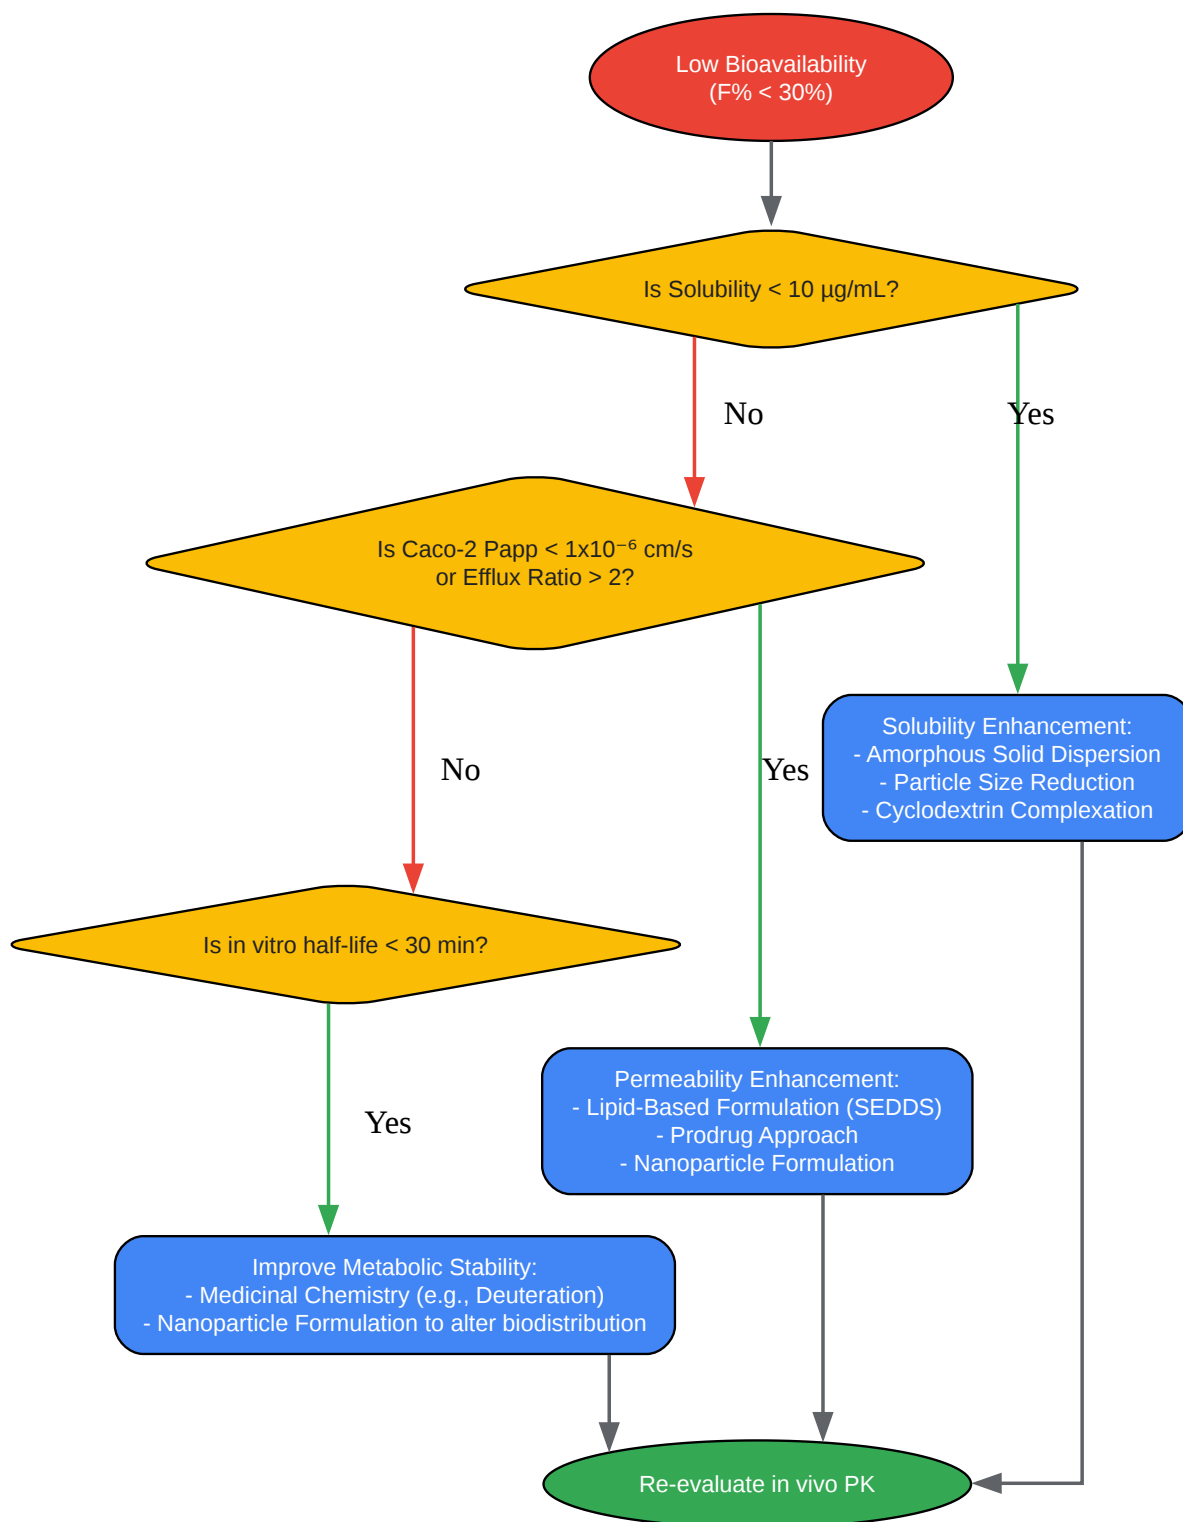 Low Bioavailability
(F% < 30%)
Is Solubility < 10 µg/mL?
No
Yes
Is Caco-2 Papp < 1x10⁻⁶ cm/s
or Efflux Ratio > 2?
No
Yes
Solubility Enhancement:
- Amorphous Solid Dispersion
- Particle Size Reduction
- Cyclodextrin Complexation
Is in vitro half-life < 30 min?
Yes
Permeability Enhancement:
- Lipid-Based Formulation (SEDDS)
- Prodrug Approach
- Nanoparticle Formulation
Improve Metabolic Stability:
- Medicinal Chemistry (e.g., Deuteration)
- Nanoparticle Formulation to alter biodistribution
Re-evaluate in vivo PK